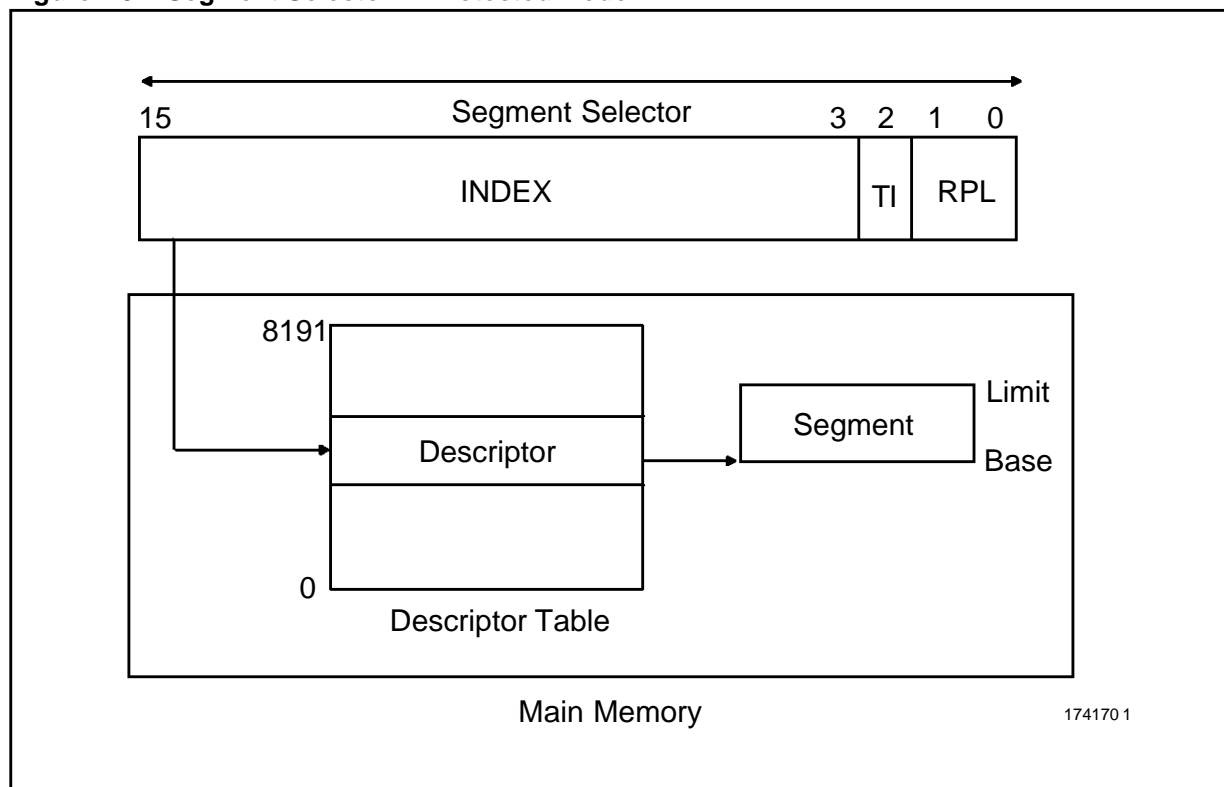 Segment Selector
15 3 2 1 0
INDEX TI RPL
8191
Limit
Segment
Descriptor
Base
0
Descriptor Table
Main Memory
174170 1